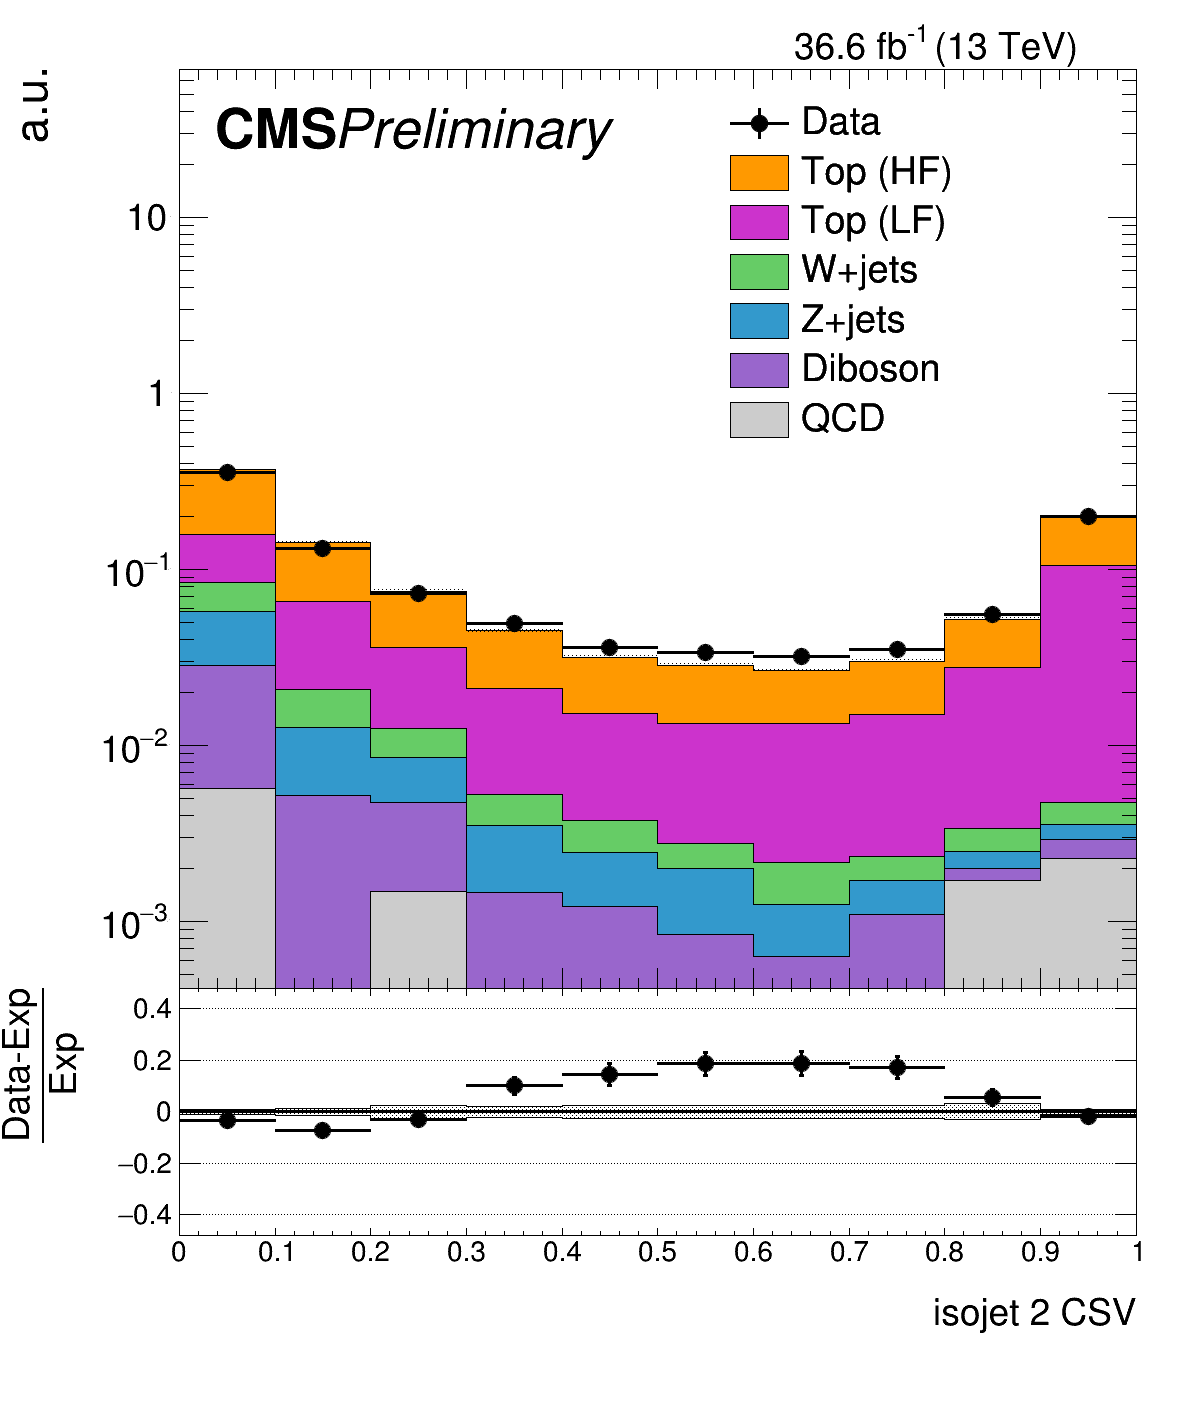 36.6 fb⁻¹ (13 TeV)
a.u.
CMS Preliminary
Data
Top (HF)
Top (LF)
W+jets
Z+jets
Diboson
QCD
10
1
10⁻¹
10⁻²
10⁻³
Data-Exp
Exp
0.4
0.2
0
−0.2
−0.4
0 0.1 0.2 0.3 0.4 0.5 0.6 0.7 0.8 0.9 1
isojet 2 CSV